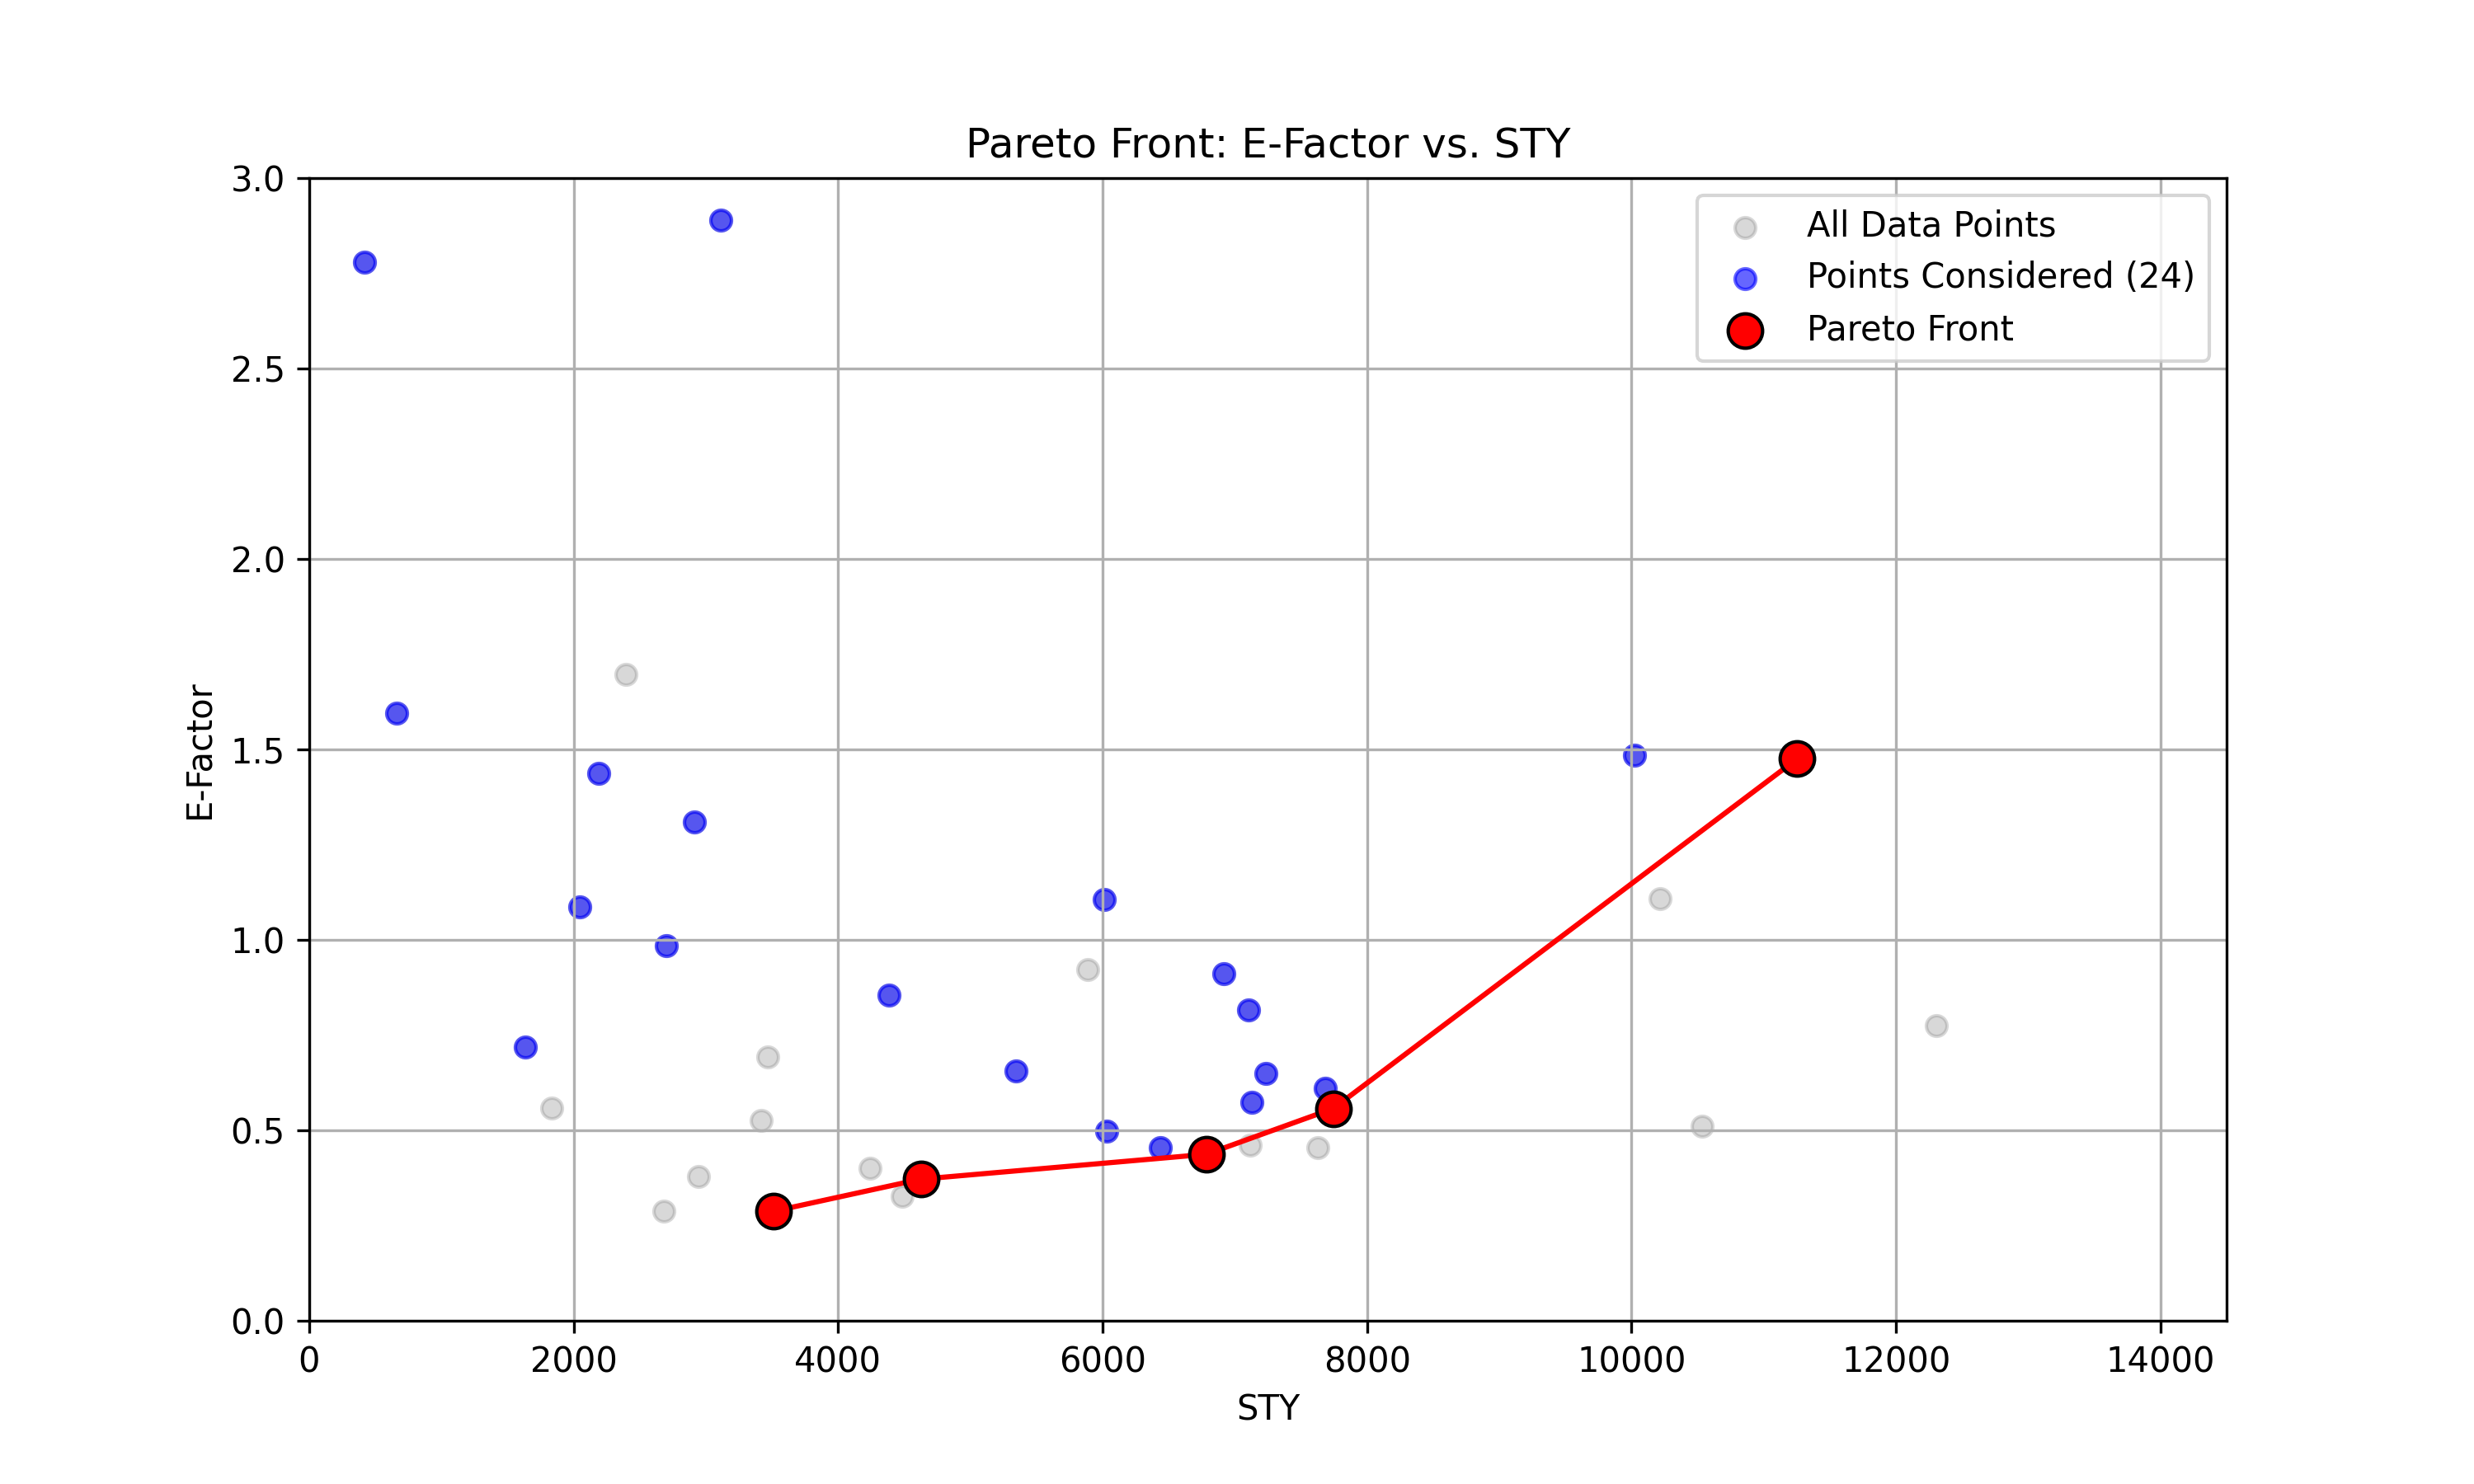 Pareto Front: E-Factor vs. STY
All Data Points
Points Considered (24)
Pareto Front
3.0
2.5
2.0
1.5
1.0
0.5
0.0
E-Factor
0 2000 4000 6000 8000 10000 12000 14000
STY